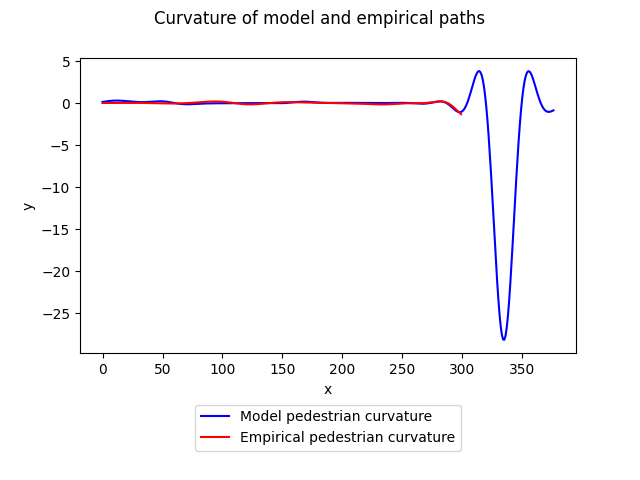 Curvature of model and empirical paths
5
0
−5
−10
−15
−20
−25
y
0 50 100 150 200 250 300 350
x
Model pedestrian curvature
Empirical pedestrian curvature